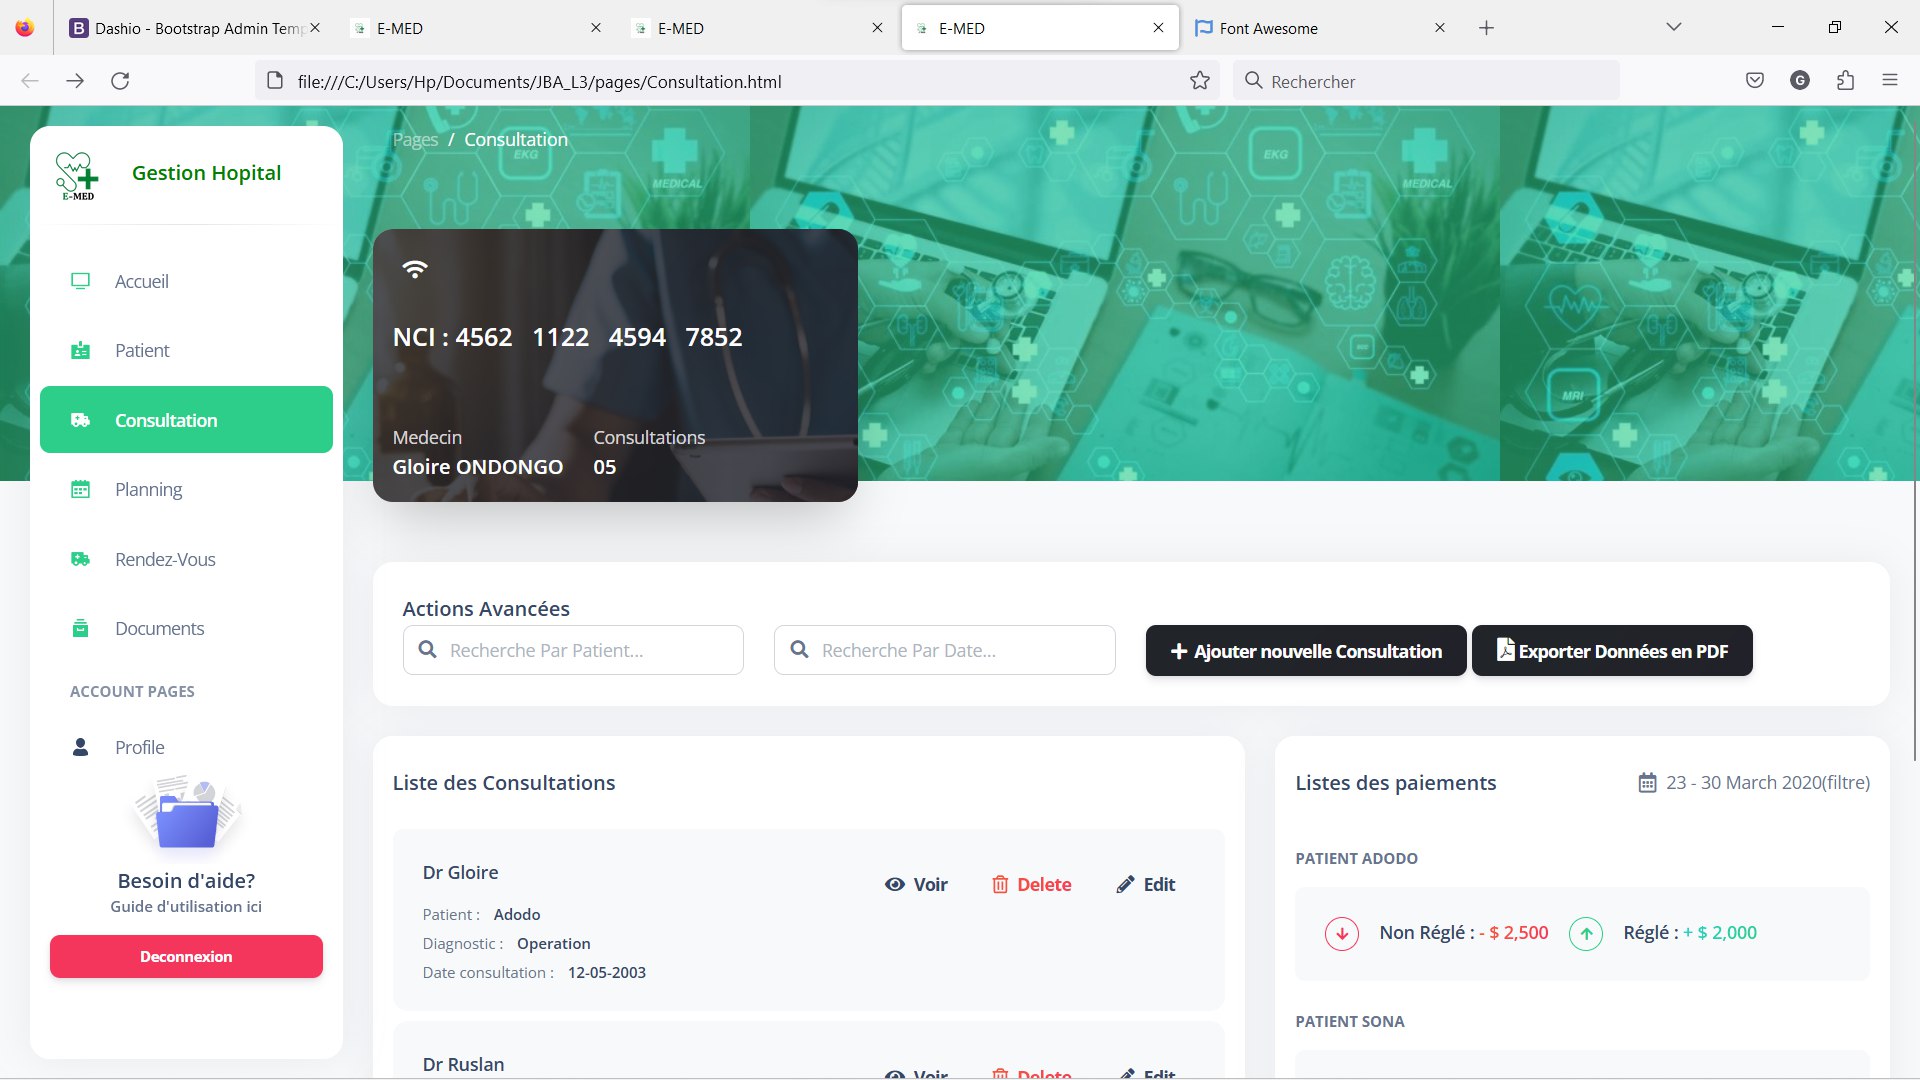 Dashio - Bootstrap Admin Temp
E-MED
E-MED
E-MED
Font Awesome
file:///C:/Users/Hp/Documents/JBA_L3/pages/Consultation.html
Rechercher
G
E-MED
Gestion Hopital
Accueil
Patient
Consultation
Planning
Rendez-Vous
Documents
ACCOUNT PAGES
Profile
Besoin d'aide?
Guide d'utilisation ici
Deconnexion
Pages / Consultation
EKG
MEDICAL
EKG
MEDICAL
MRI
NCI : 4562 1122 4594 7852
Medecin
Consultations
Gloire ONDONGO
05
Actions Avancées
Recherche Par Patient...
Recherche Par Date...
Ajouter nouvelle Consultation
Exporter Données en PDF
Liste des Consultations
Dr Gloire
Voir
Delete
Edit
Patient : Adodo
Diagnostic : Operation
Date consultation : 12-05-2003
Dr Ruslan
Voir
Delete
Edit
Listes des paiements
23 - 30 March 2020(filtre)
PATIENT ADODO
Non Réglé : - $ 2,500
Réglé : + $ 2,000
PATIENT SONA